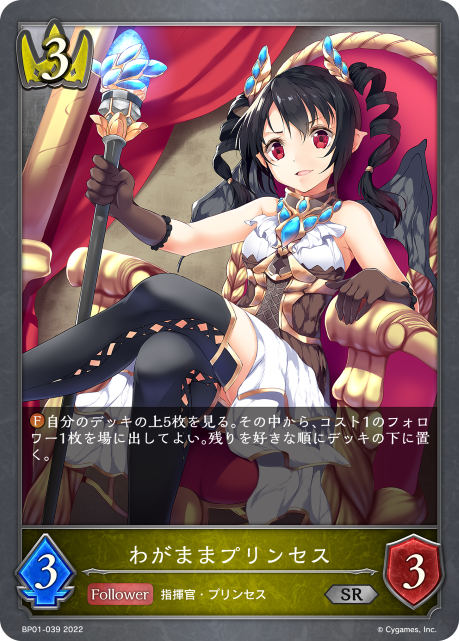 3
F自分のデッキの上5枚を見る。その中から、コスト1のフォロ
ワー1枚を場に出してよい。残りを好きな順にデッキの下に置
く。
わがままプリンセス
3
Follower 指揮官・プリンセス
SR
3
BP01-039 2022
© Cygames, Inc.